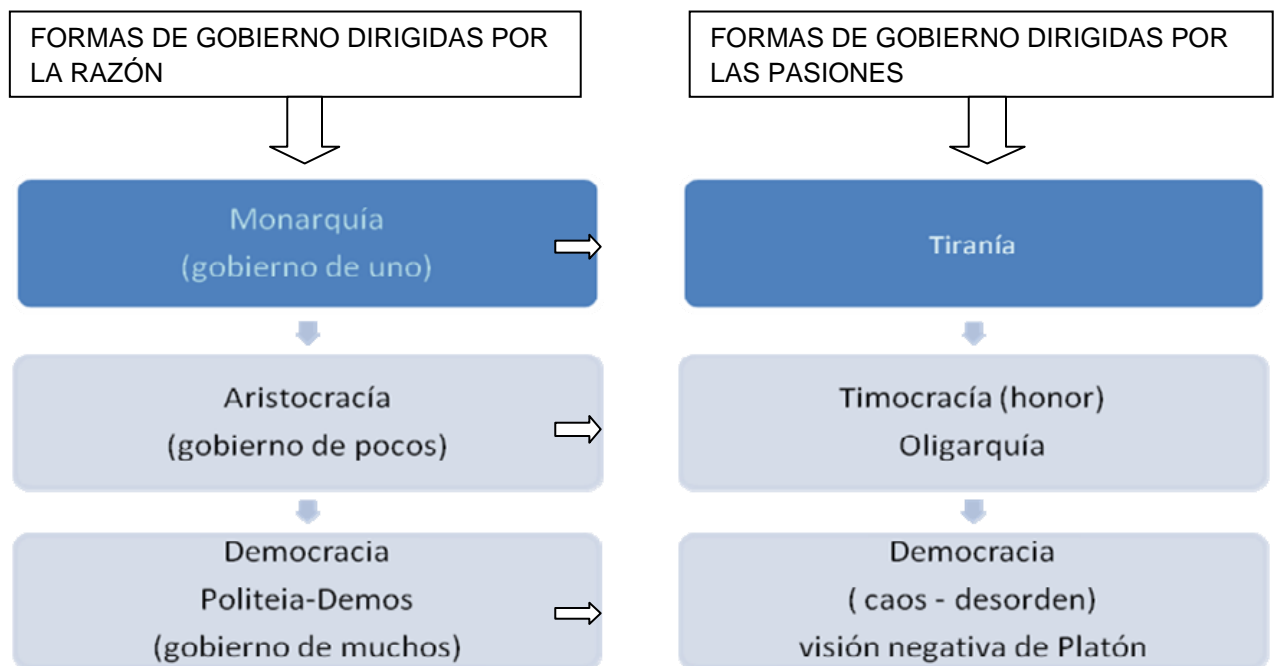 FORMAS DE GOBIERNO DIRIGIDAS POR
LA RAZÓN
FORMAS DE GOBIERNO DIRIGIDAS POR
LAS PASIONES
Monarquía
(gobierno de uno)
Tiranía
Aristocracía
(gobierno de pocos)
Timocracía (honor)
Oligarquía
Democracia
Politeia-Demos
(gobierno de muchos)
Democracia
( caos - desorden)
visión negativa de Platón